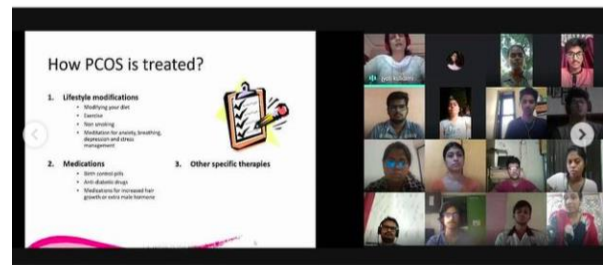 How PCOS is treated?
1. Lifestyle modifications
• Modifying your diet
• Exercise
• Non smoking
• Meditation for anxiety, breathing,
depression and stress
management
2. Medications
• Birth control pills
• Anti-diabetic drugs
• Medications for increased hair
growth or extra male hormone
3. Other specific therapies